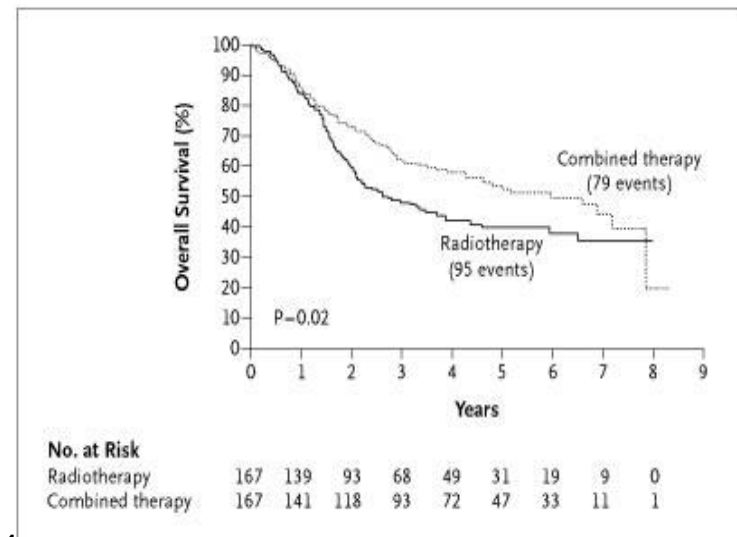 100
90
80
70
60
50
40
30
20
10
0
Overall Survival (%)
Combined therapy
(79 events)
Radiotherapy
(95 events)
P=0.02
0 1 2 3 4 5 6 7 8 9
Years
No. at Risk
Radiotherapy 167 139 93 68 49 31 19 9 0
Combined therapy 167 141 118 93 72 47 33 11 1